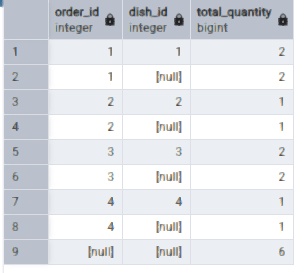 order_id dish_id total_quantity
integer integer bigint
1 1 1 2
2 1 [null] 2
3 2 2 1
4 2 [null] 1
5 3 3 2
6 3 [null] 2
7 4 4 1
8 4 [null] 1
9 [null] [null] 6